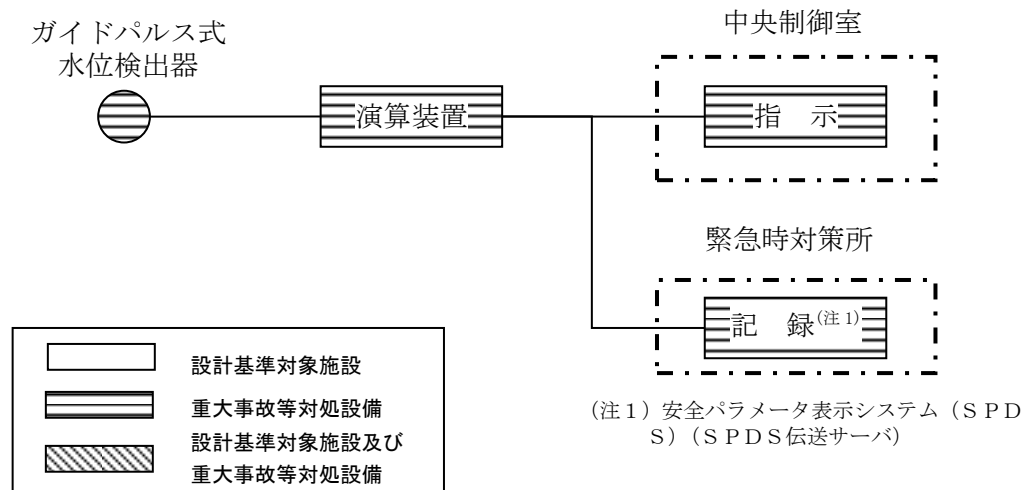 ガイドパルス式
水位検出器
演算装置
中央制御室
指　示
緊急時対策所
記　録(注1)
(注１) 安全パラメータ表示システム（ＳＰＤ
Ｓ）（ＳＰＤＳ伝送サーバ）
設計基準対象施設
重大事故等対処設備
設計基準対象施設及び
重大事故等対処設備